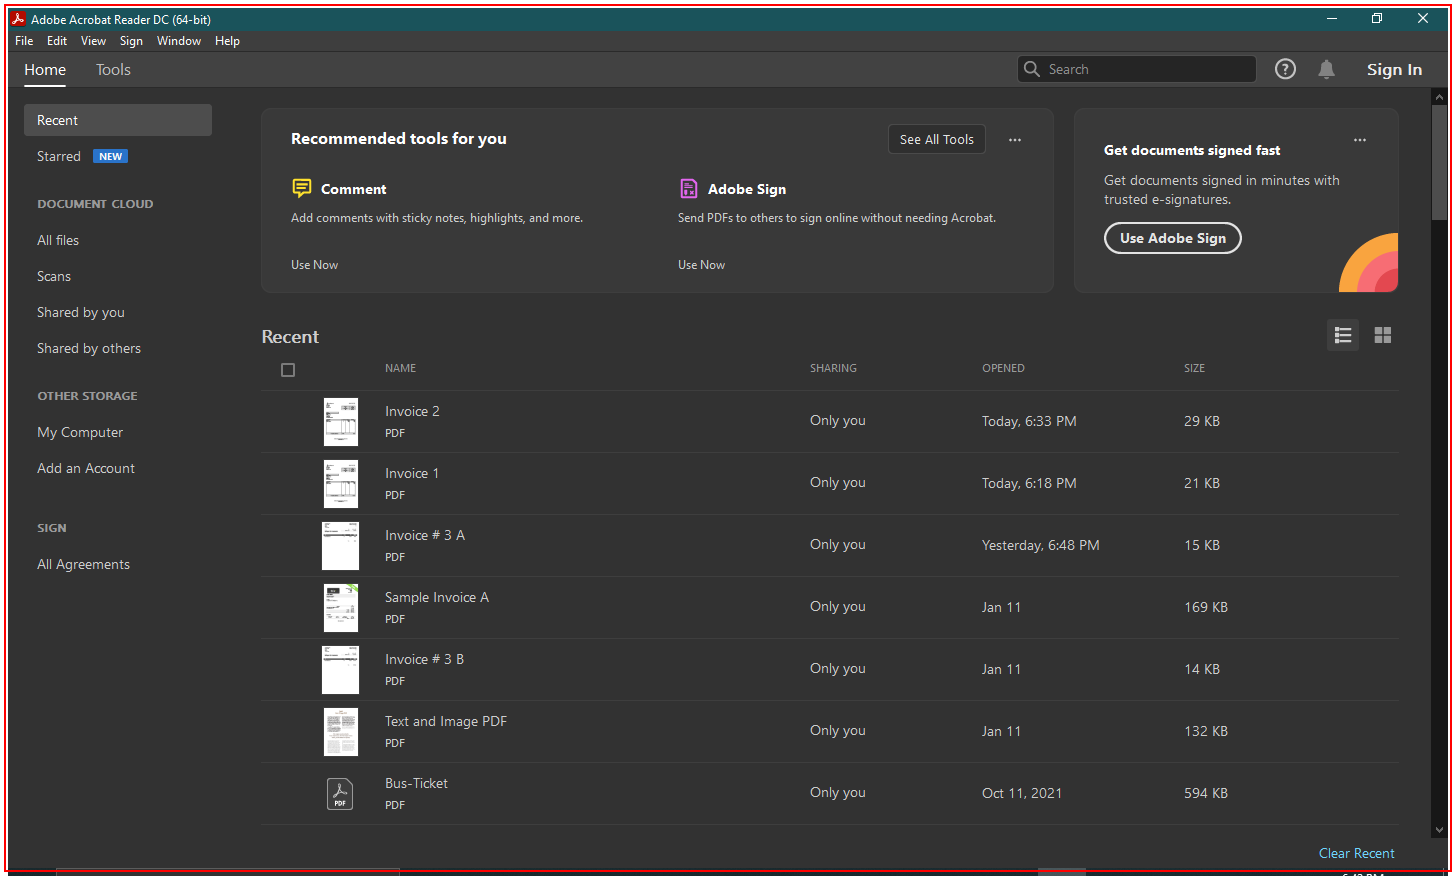 Adobe Acrobat Reader DC (64-bit)
File Edit View Sign Window Help
Home Tools Search Sign In
Recent
Starred NEW
DOCUMENT CLOUD
All files
Scans
Shared by you
Shared by others
OTHER STORAGE
My Computer
Add an Account
SIGN
All Agreements
Recommended tools for you
See All Tools
Comment
Add comments with sticky notes, highlights, and more.
Use Now
Adobe Sign
Send PDFs to others to sign online without needing Acrobat.
Use Now
Get documents signed fast
Get documents signed in minutes with
trusted e-signatures.
Use Adobe Sign
Recent
NAME SHARING OPENED SIZE
Invoice 2
PDF
Only you Today, 6:33 PM 29 KB
Invoice 1
PDF
Only you Today, 6:18 PM 21 KB
Invoice # 3 A
PDF
Only you Yesterday, 6:48 PM 15 KB
Sample Invoice A
PDF
Only you Jan 11 169 KB
Invoice # 3 B
PDF
Only you Jan 11 14 KB
Text and Image PDF
PDF
Only you Jan 11 132 KB
PDF
Bus-Ticket
PDF
Only you Oct 11, 2021 594 KB
Clear Recent